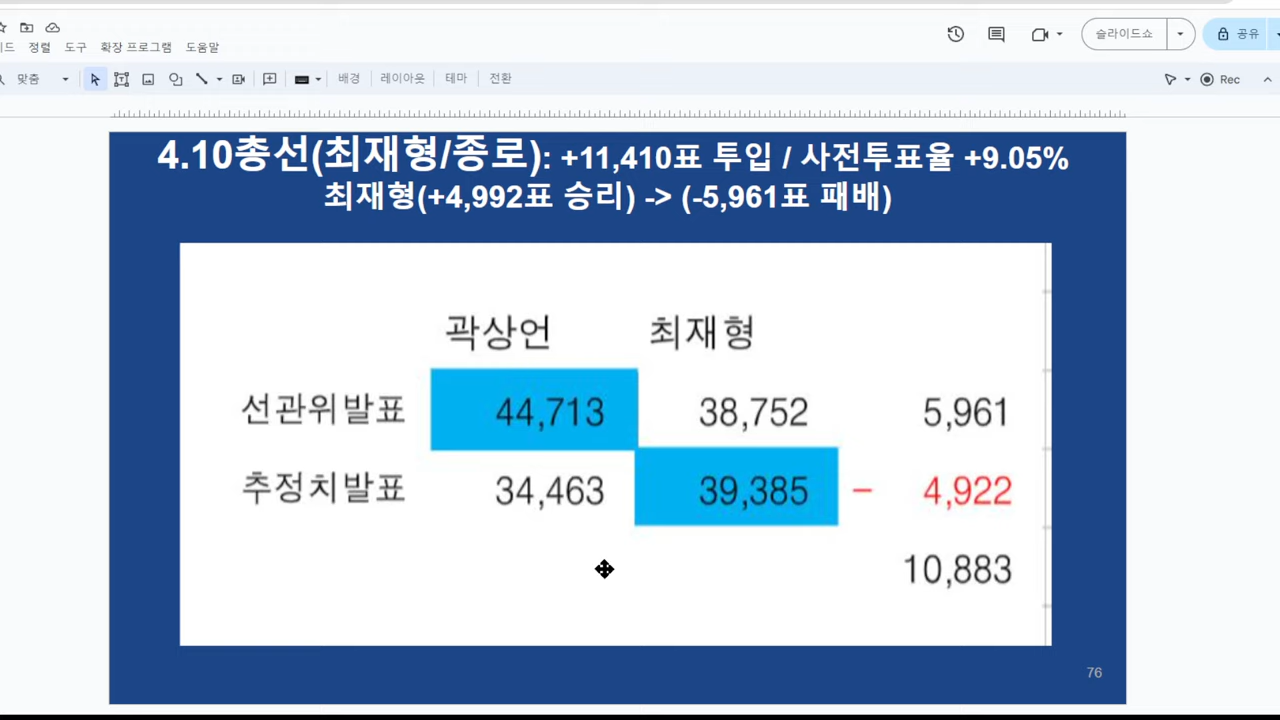 정렬 도구 확장 프로그램 도움말
슬라이드쇼
공유
맞춤
배경 레이아웃 테마 전환
Rec
4.10총선(최재형/종로): +11,410표 투입 / 사전투표율 +9.05%
최재형(+4,992표 승리) -> (-5,961표 패배)
곽상언 최재형
선관위발표 44,713 38,752 5,961
추정치발표 34,463 39,385 - 4,922
10,883
76